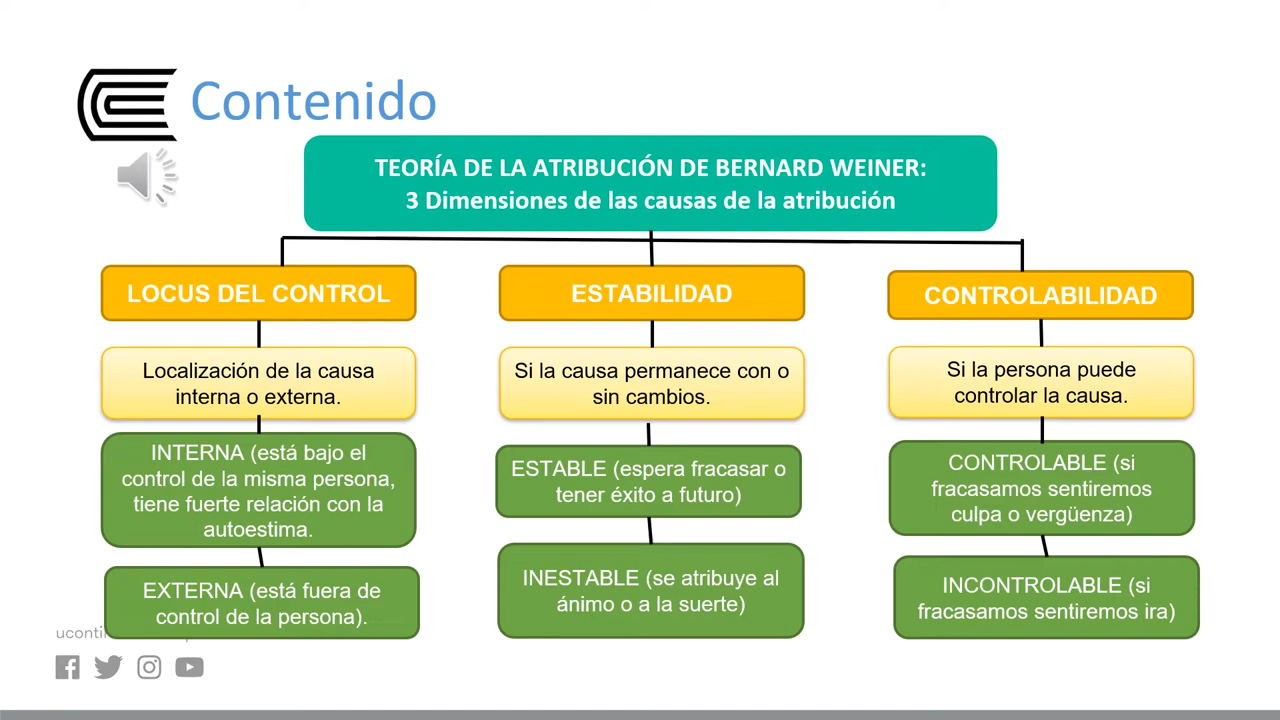 Contenido
TEORÍA DE LA ATRIBUCIÓN DE BERNARD WEINER:
3 Dimensiones de las causas de la atribución
LOCUS DEL CONTROL
Localización de la causa
interna o externa.
INTERNA (está bajo el
control de la misma persona,
tiene fuerte relación con la
autoestima.
EXTERNA (está fuera de
control de la persona).
ESTABILIDAD
Si la causa permanece con o
sin cambios.
ESTABLE (espera fracasar o
tener éxito a futuro)
INESTABLE (se atribuye al
ánimo o a la suerte)
CONTROLABILIDAD
Si la persona puede
controlar la causa.
CONTROLABLE (si
fracasamos sentiremos
culpa o vergüenza)
INCONTROLABLE (si
fracasamos sentiremos ira)